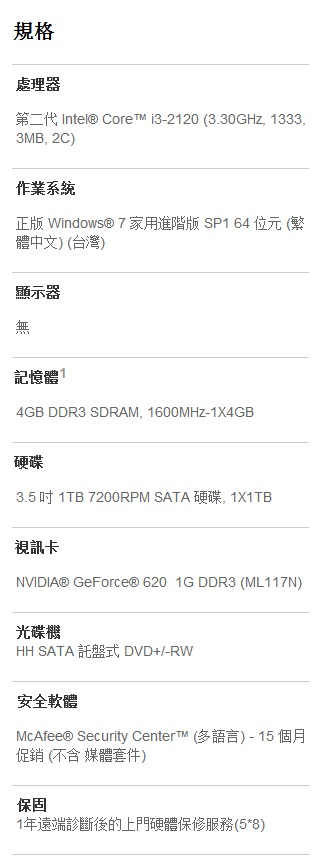 規格
處理器
第二代 Intel® Core™ i3-2120 (3.30GHz, 1333,
3MB, 2C)
作業系統
正版 Windows® 7 家用進階版 SP1 64 位元 (繁
體中文) (台灣)
顯示器
無
記憶體1
4GB DDR3 SDRAM, 1600MHz-1X4GB
硬碟
3.5 吋 1TB 7200RPM SATA 硬碟, 1X1TB
視訊卡
NVIDIA® GeForce® 620  1G DDR3 (ML117N)
光碟機
HH SATA 託盤式 DVD+/-RW
安全軟體
McAfee® Security Center™ (多語言) - 15 個月
促銷 (不含 媒體套件)
保固
1年遠端診斷後的上門硬體保修服務(5*8)